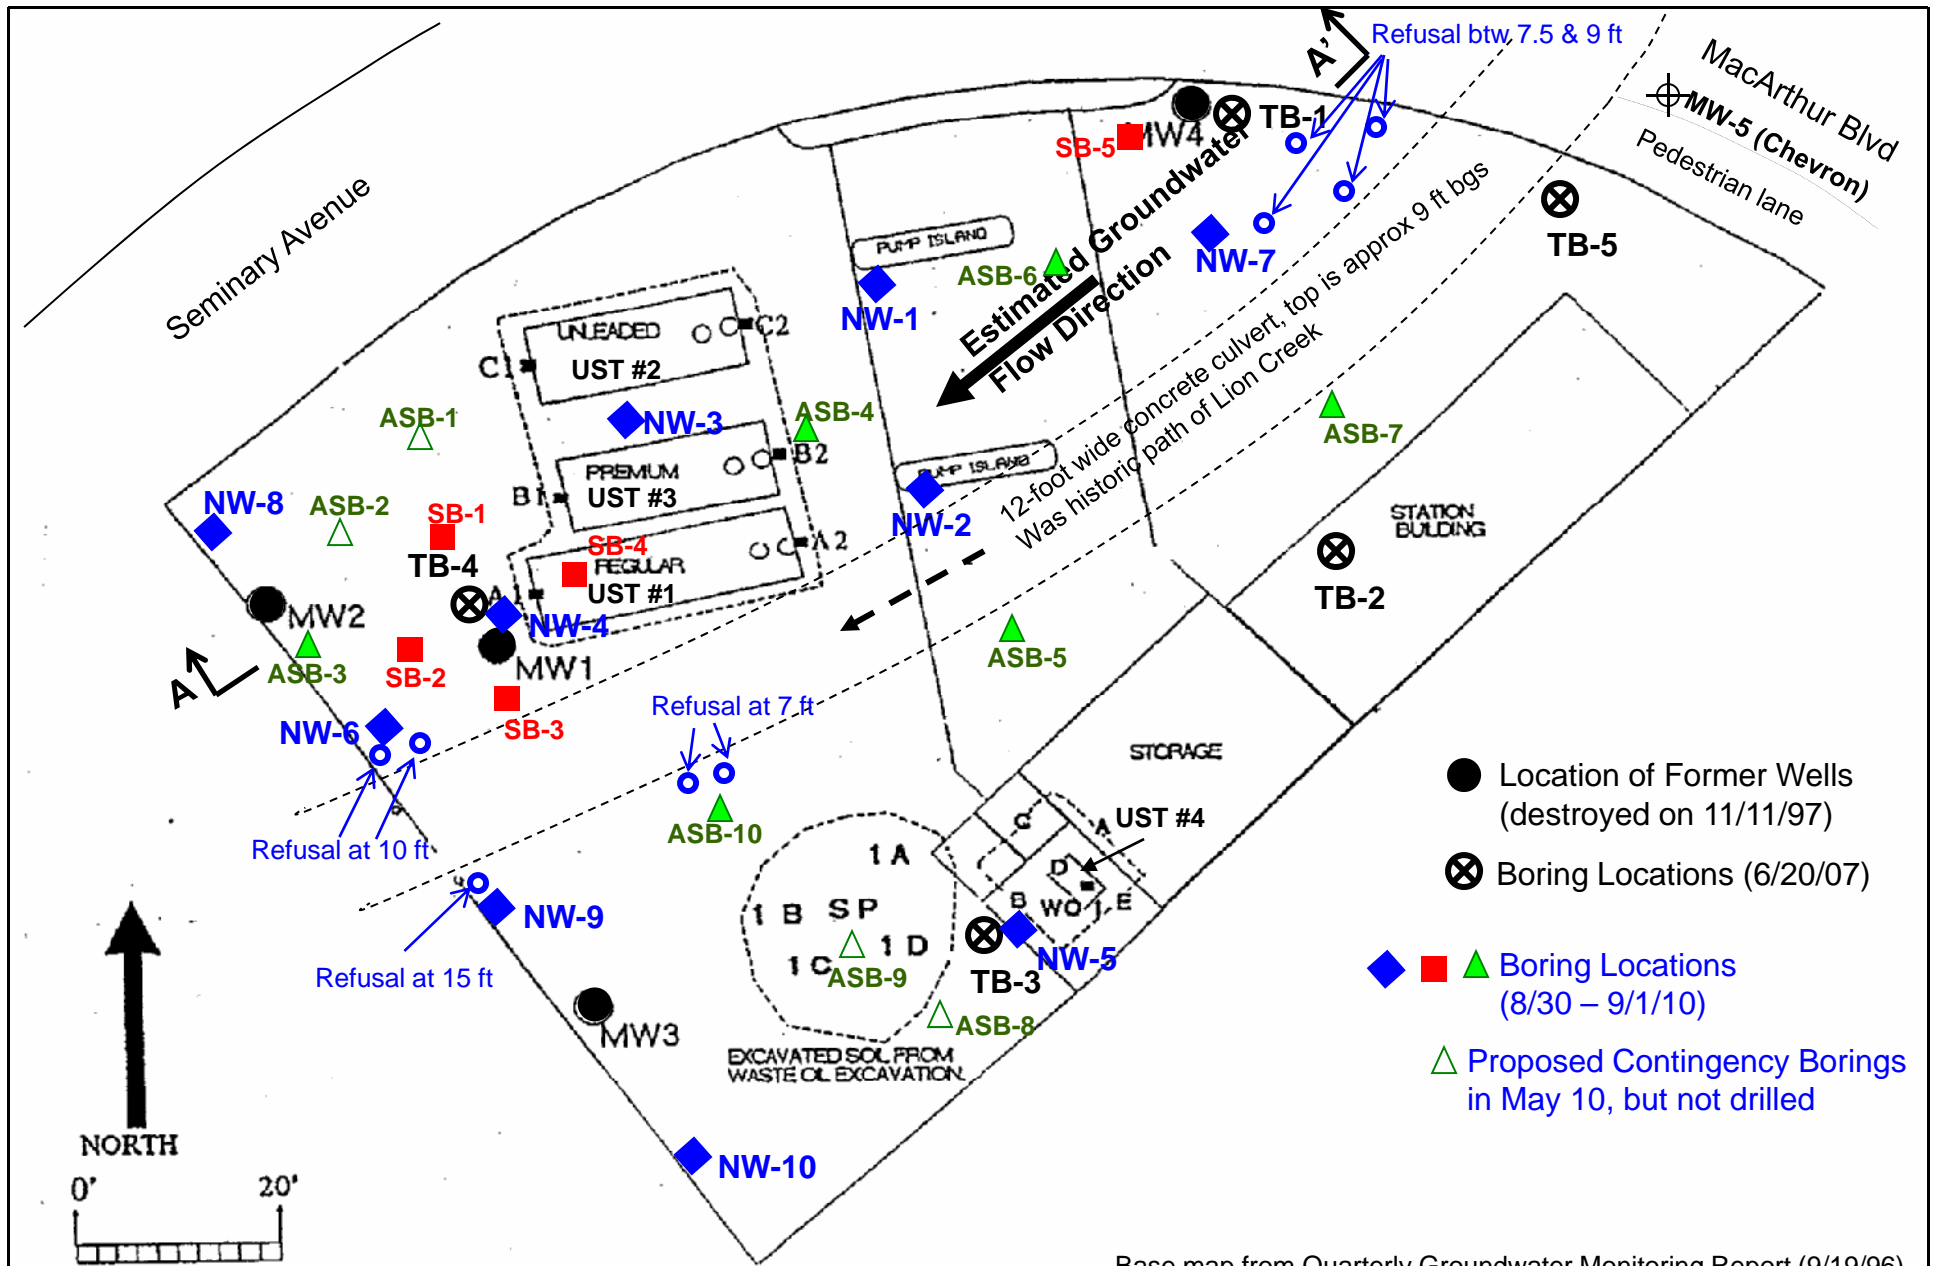 Refusal btw 7.5 & 9 ft
A'
MacArthur Blvd
MW-5 (Chevron)
Pedestrian lane
MW4
TB-1
SB-5
TB-5
Seminary Avenue
PUMP ISLAND
ASB-6
NW-7
NW-1
Estimated Groundwater
Flow Direction
12-foot wide concrete culvert, top is approx 9 ft bgs
Was historic path of Lion Creek
UNLEADED
C2
UST #2
C1
ASB-1
NW-3
ASB-4
ASB-7
B2
PREMIUM
UST #3
B1
PUMP ISLAND
NW-2
NW-8
ASB-2
SB-1
STATION
BUILDING
SB-4
A2
TB-4
REGULAR
UST #1
A1
TB-2
MW2
NW-4
ASB-3
SB-2
MW1
ASB-5
A
SB-3
Refusal at 7 ft
NW-6
STORAGE
Location of Former Wells
(destroyed on 11/11/97)
UST #4
C
A
ASB-10
Refusal at 10 ft
1A
D
Boring Locations (6/20/07)
B
WO 1
E
1B
SP
NW-9
1D
1C
ASB-9
NW-5
TB-3
Refusal at 15 ft
Boring Locations
(8/30 – 9/1/10)
MW3
ASB-8
EXCAVATED SOIL FROM
WASTE OIL EXCAVATION.
Proposed Contingency Borings
in May 10, but not drilled
NORTH
NW-10
0'
20'
Base map from Quarterly Groundwater Monitoring Report (9/19/96)